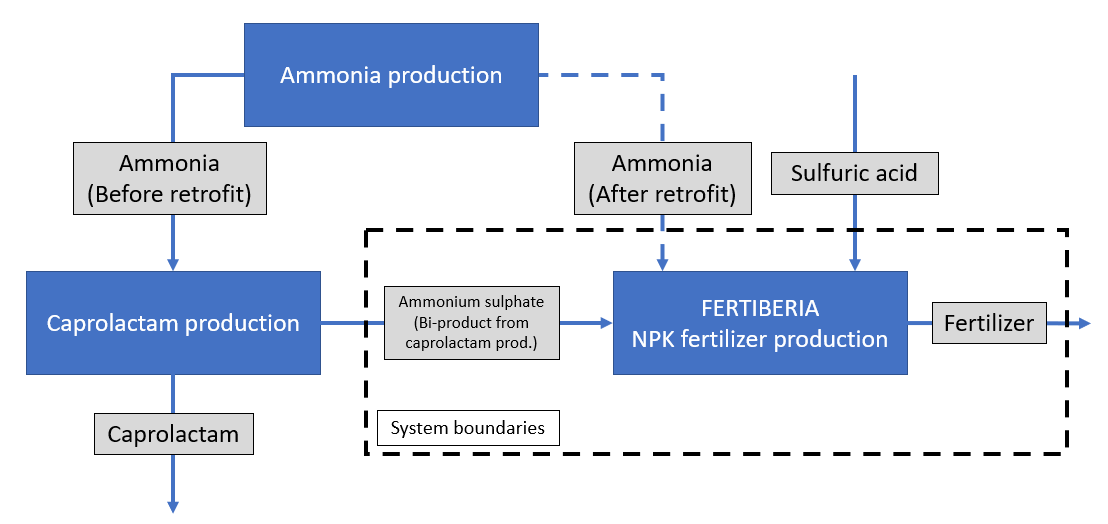 Ammonia production
Ammonia
(Before retrofit)
Ammonia
(After retrofit)
Sulfuric acid
Caprolactam production
Ammonium sulphate
(Bi-product from
caprolactam prod.)
FERTIBERIA
NPK fertilizer production
Fertilizer
Caprolactam
System boundaries